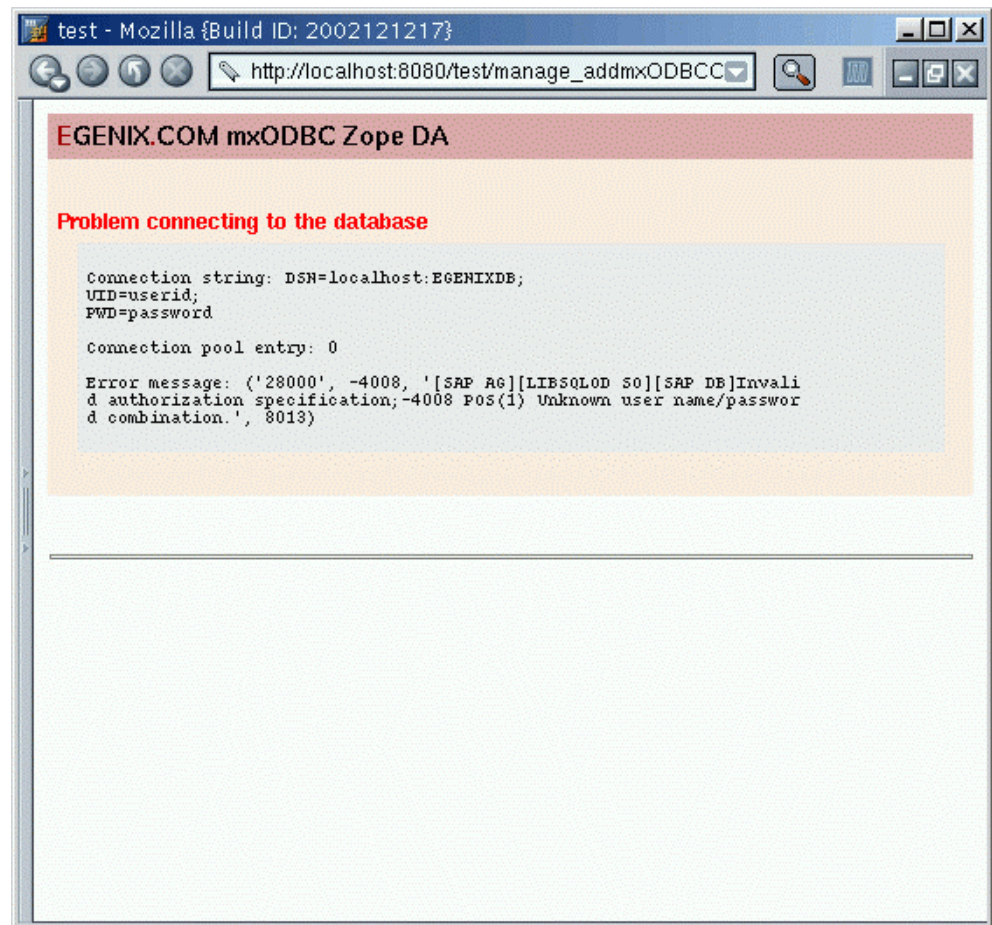 test - Mozilla {Build ID: 2002121217}
http://localhost:8080/test/manage_addmxODBCC
EGENIX.COM mxODBC Zope DA
Problem connecting to the database
Connection string: DSN=localhost:EGENIXDB;
UID=userid;
PWD=password
Connection pool entry: 0
Error message: ('28000', -4008, '[SAP AG][LIBSQLOD SO][SAP DB]Invali
d authorization specification;-4008 POS(1) Unknown user name/passwor
d combination.', 8013)